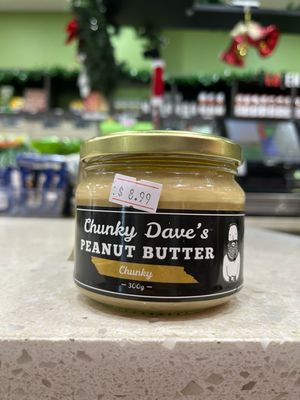 $ 8.99
Chunky Dave's
PEANUT BUTTER
Chunky
300g